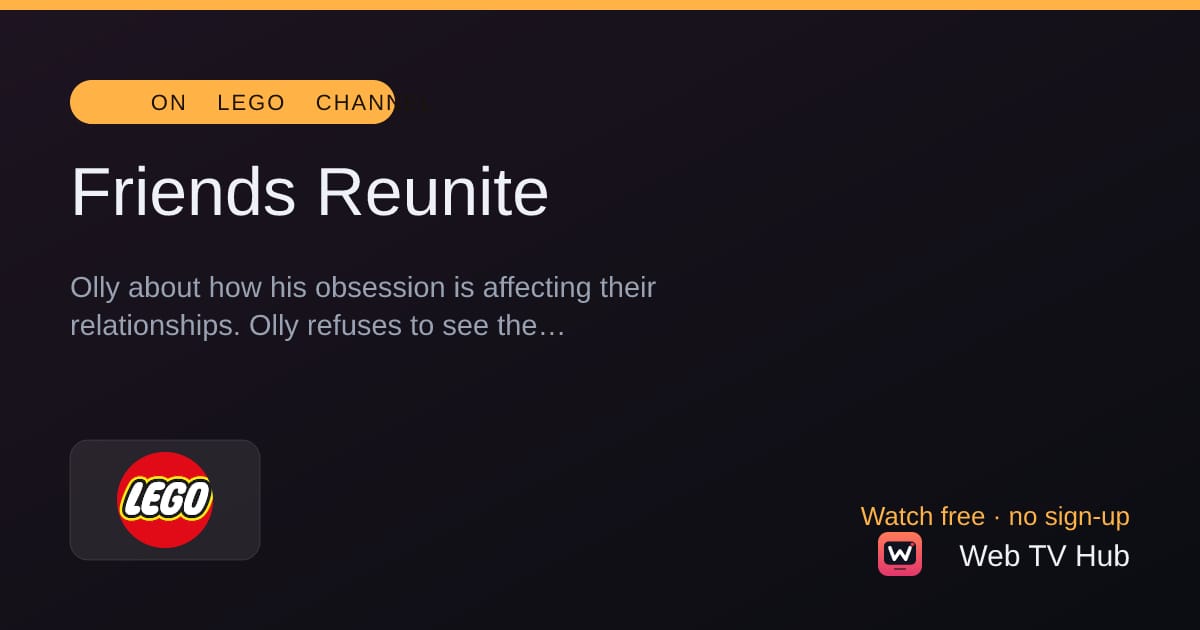 ON LEGO CHANNEL
Friends Reunite
Olly about how his obsession is affecting their
relationships. Olly refuses to see the…
LEGO
Watch free · no sign-up
W
Web TV Hub